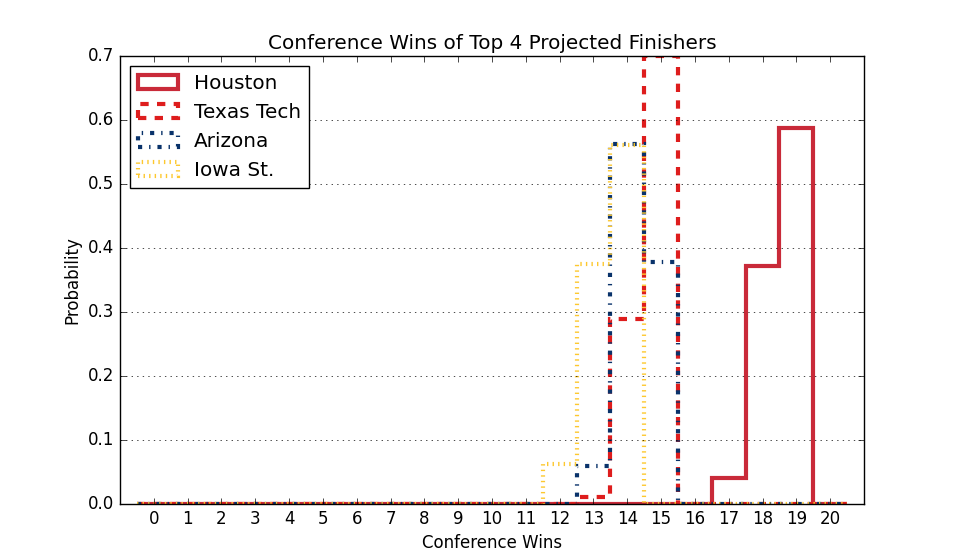 Conference Wins of Top 4 Projected Finishers
Houston
Texas Tech
Arizona
Iowa St.
Probability
0.7
0.6
0.5
0.4
0.3
0.2
0.1
0.0
0 1 2 3 4 5 6 7 8 9 10 11 12 13 14 15 16 17 18 19 20
Conference Wins